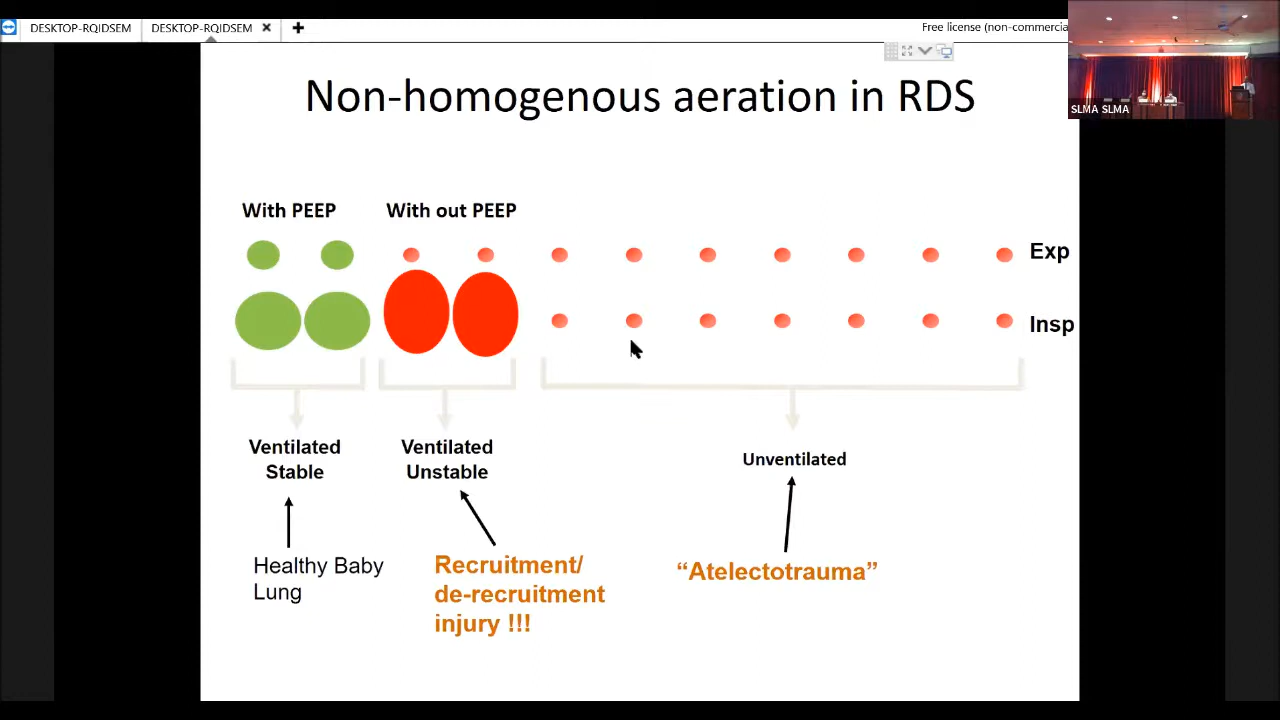 DESKTOP-RQIDSEM
DESKTOP-RQIDSEM
Free license (non-commercia
SLMA SLMA
Non-homogenous aeration in RDS
With PEEP
With out PEEP
Exp
Insp
Ventilated
Stable
Ventilated
Unstable
Unventilated
Healthy Baby
Lung
Recruitment/
de-recruitment
injury !!!
“Atelectotrauma”